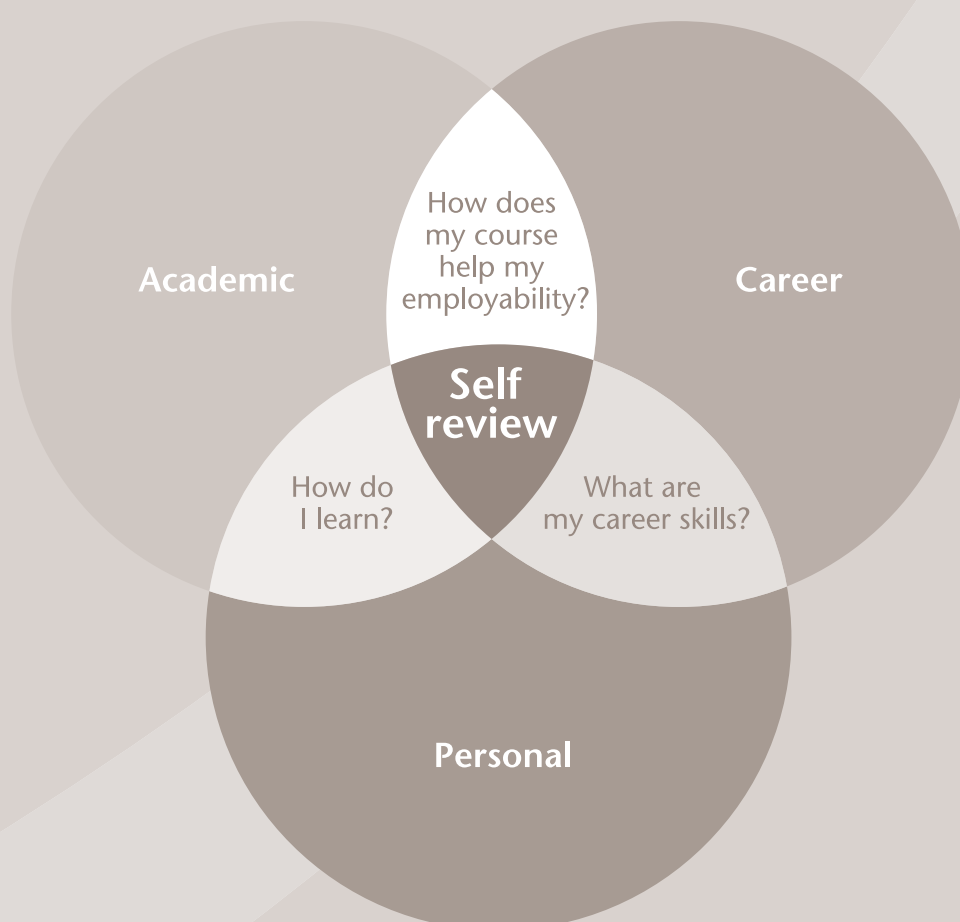 How does
my course
help my
employability?
Academic
Career
Self
review
How do
I learn?
What are
my career skills?
Personal